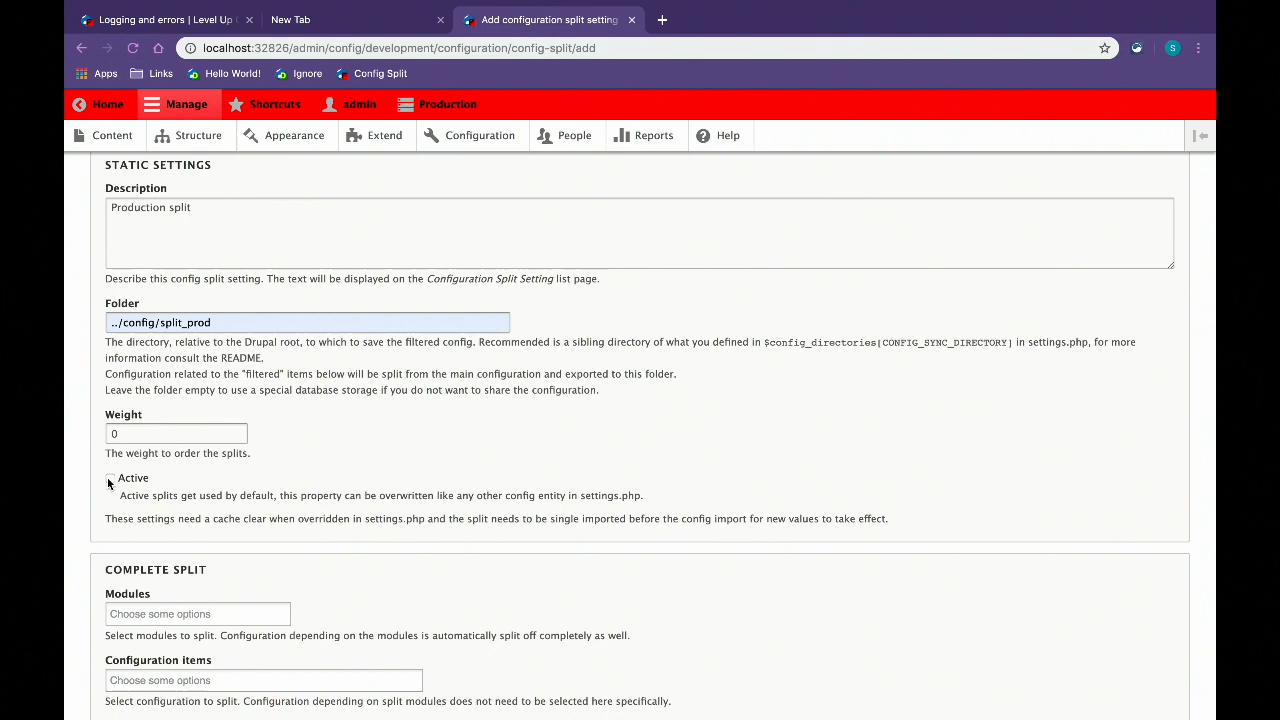 Logging and errors | Level Up
New Tab
Add configuration split setting
localhost:32826/admin/config/development/configuration/config-split/add
S
Apps
Links
Hello World!
Ignore
Config Split
Home
Manage
Shortcuts
admin
Production
Content
Structure
Appearance
Extend
Configuration
People
Reports
Help
STATIC SETTINGS
Description
Production split
Describe this config split setting. The text will be displayed on the Configuration Split Setting list page.
Folder
../config/split_prod
The directory, relative to the Drupal root, to which to save the filtered config. Recommended is a sibling directory of what you defined in $config_directories[CONFIG_SYNC_DIRECTORY] in settings.php, for more
information consult the README.
Configuration related to the "filtered" items below will be split from the main configuration and exported to this folder.
Leave the folder empty to use a special database storage if you do not want to share the configuration.
Weight
0
The weight to order the splits.
Active
Active splits get used by default, this property can be overwritten like any other config entity in settings.php.
These settings need a cache clear when overridden in settings.php and the split needs to be single imported before the config import for new values to take effect.
COMPLETE SPLIT
Modules
Choose some options
Select modules to split. Configuration depending on the modules is automatically split off completely as well.
Configuration items
Choose some options
Select configuration to split. Configuration depending on split modules does not need to be selected here specifically.